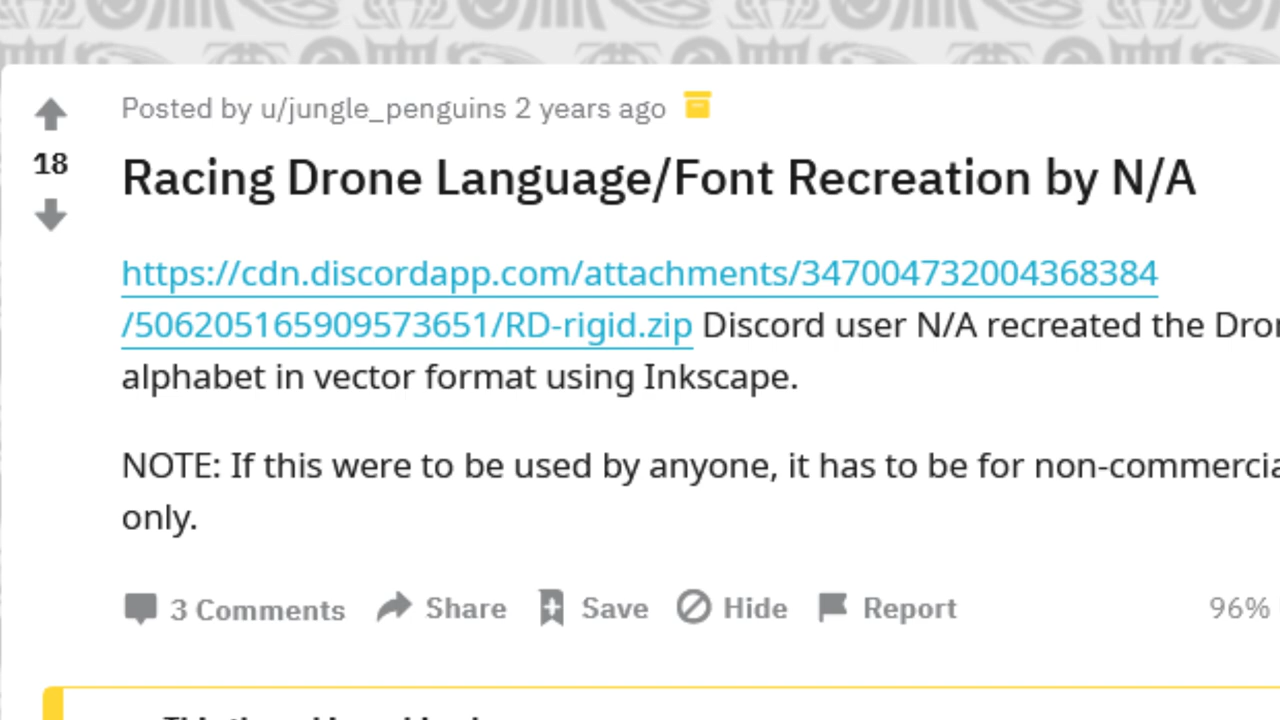 Posted by u/jungle_penguins 2 years ago
18
Racing Drone Language/Font Recreation by N/A
https://cdn.discordapp.com/attachments/347004732004368384
/506205165909573651/RD-rigid.zip Discord user N/A recreated the
alphabet in vector format using Inkscape.
NOTE: If this were to be used by anyone, it has to be for
only.
3 Comments Share Save Hide Report 96%